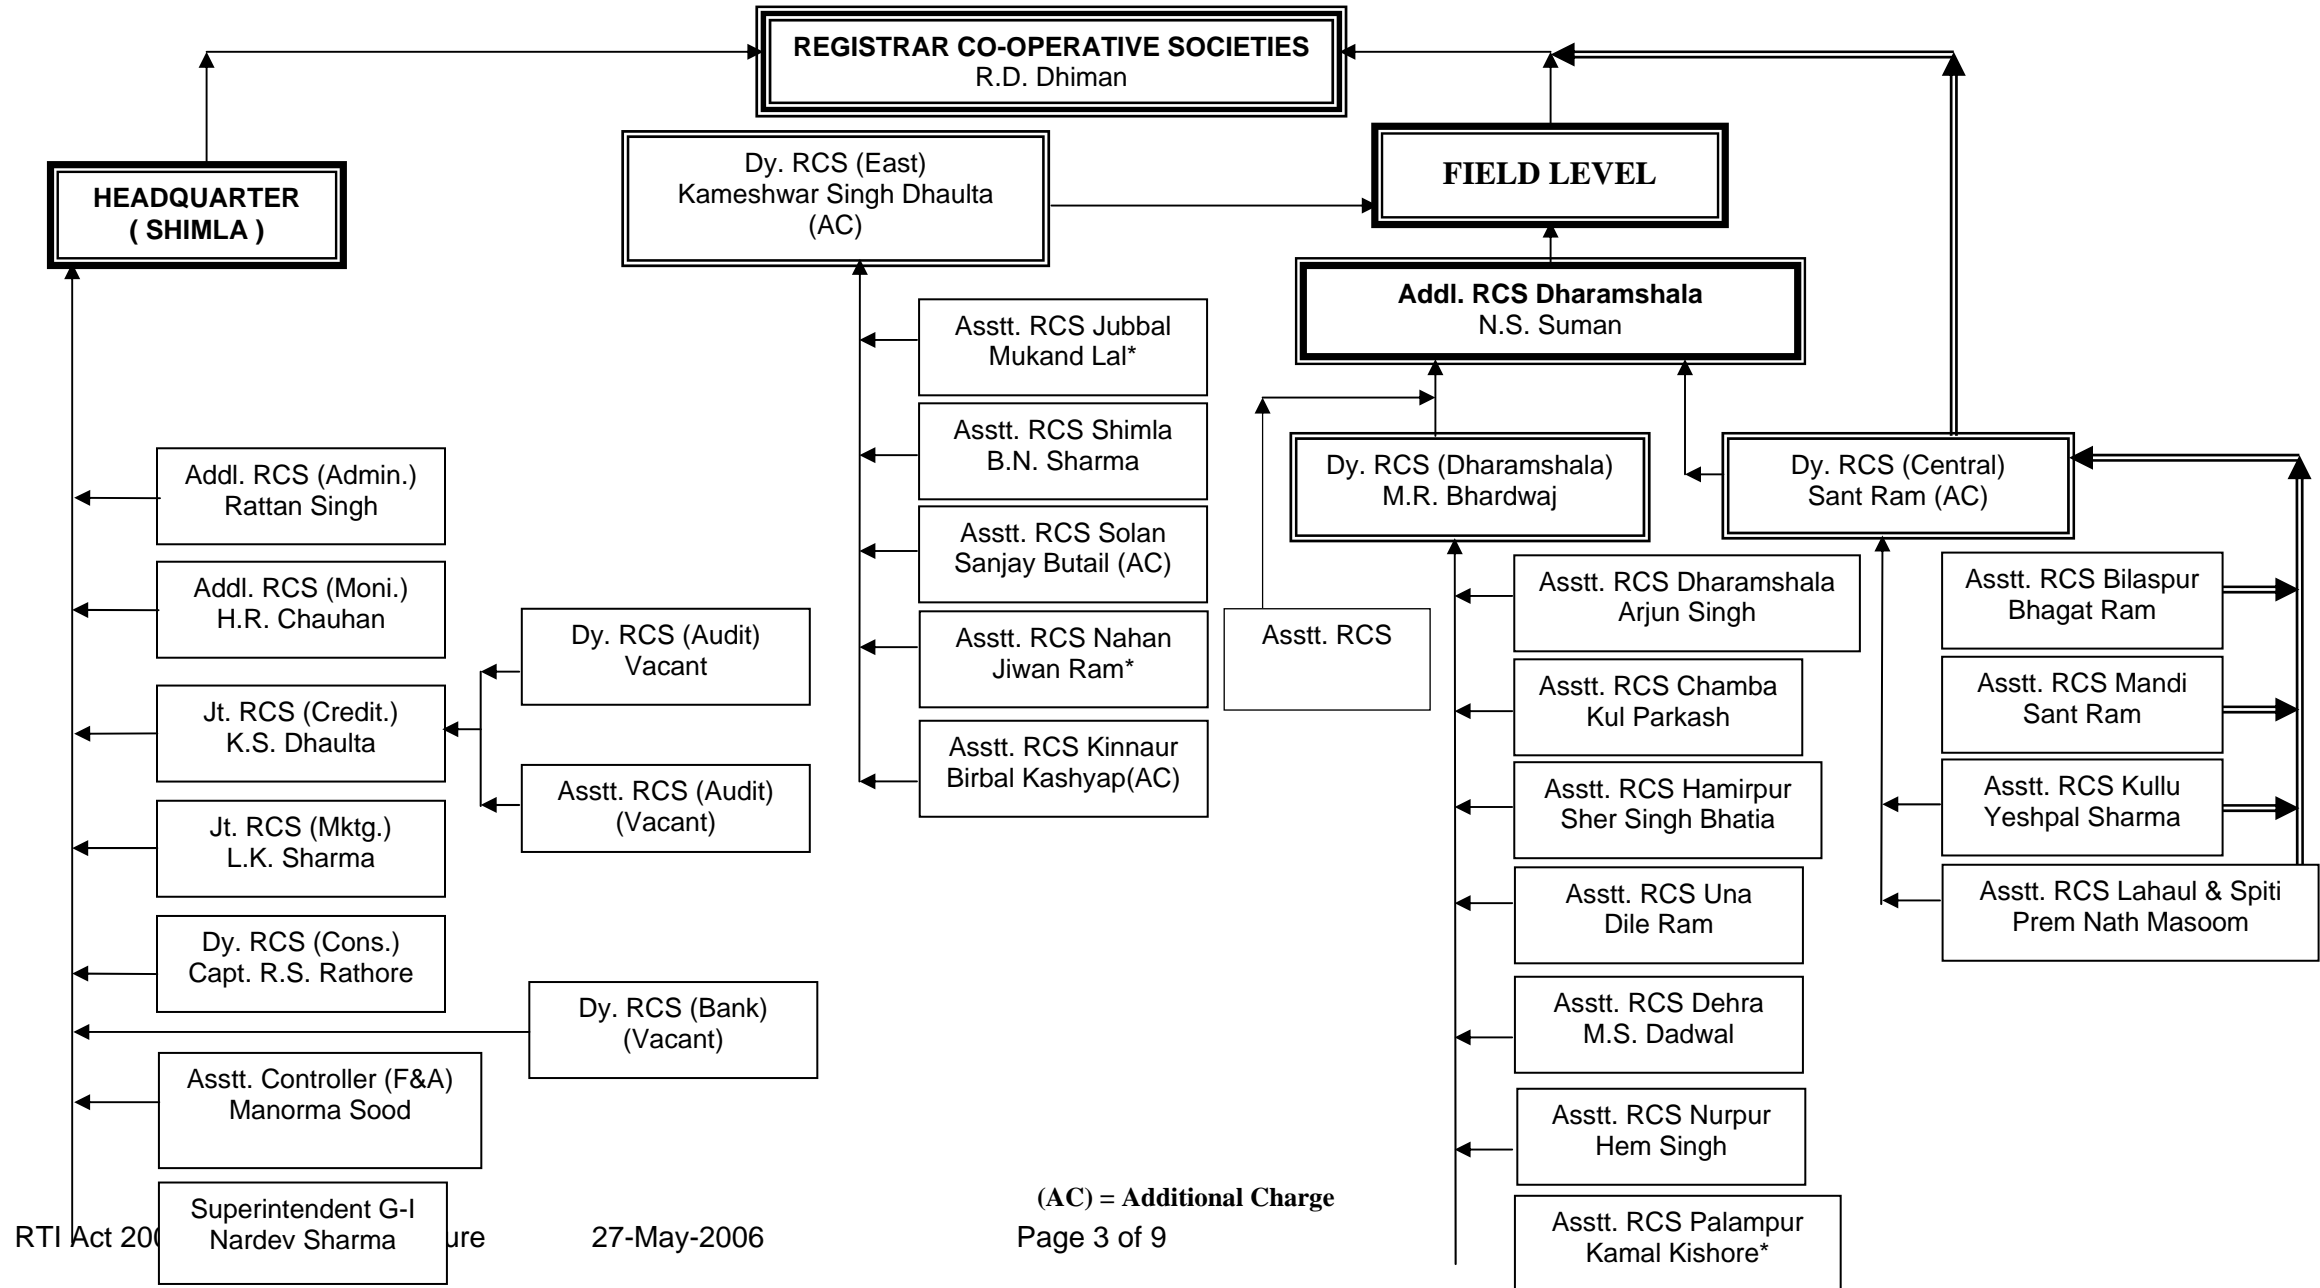 REGISTRAR CO-OPERATIVE SOCIETIES
R.D. Dhiman
HEADQUARTER
( SHIMLA )
Dy. RCS (East)
Kameshwar Singh Dhaulta
(AC)
FIELD LEVEL
Addl. RCS Dharamshala
N.S. Suman
Addl. RCS (Admin.)
Rattan Singh
Addl. RCS (Moni.)
H.R. Chauhan
Jt. RCS (Credit.)
K.S. Dhaulta
Dy. RCS (Audit)
Vacant
Asstt. RCS (Audit)
(Vacant)
Jt. RCS (Mktg.)
L.K. Sharma
Dy. RCS (Cons.)
Capt. R.S. Rathore
Dy. RCS (Bank)
(Vacant)
Asstt. Controller (F&A)
Manorma Sood
Superintendent G-I
Nardev Sharma
Asstt. RCS Jubbal
Mukand Lal*
Asstt. RCS Shimla
B.N. Sharma
Asstt. RCS Solan
Sanjay Butail (AC)
Asstt. RCS Nahan
Jiwan Ram*
Asstt. RCS Kinnaur
Birbal Kashyap(AC)
Asstt. RCS
Dy. RCS (Dharamshala)
M.R. Bhardwaj
Asstt. RCS Dharamshala
Arjun Singh
Asstt. RCS Chamba
Kul Parkash
Asstt. RCS Hamirpur
Sher Singh Bhatia
Asstt. RCS Una
Dile Ram
Asstt. RCS Dehra
M.S. Dadwal
Asstt. RCS Nurpur
Hem Singh
Asstt. RCS Palampur
Kamal Kishore*
Dy. RCS (Central)
Sant Ram (AC)
Asstt. RCS Bilaspur
Bhagat Ram
Asstt. RCS Mandi
Sant Ram
Asstt. RCS Kullu
Yeshpal Sharma
Asstt. RCS Lahaul & Spiti
Prem Nath Masoom
(AC) = Additional Charge
RTI Act 27-May-2006 Page 3 of 9